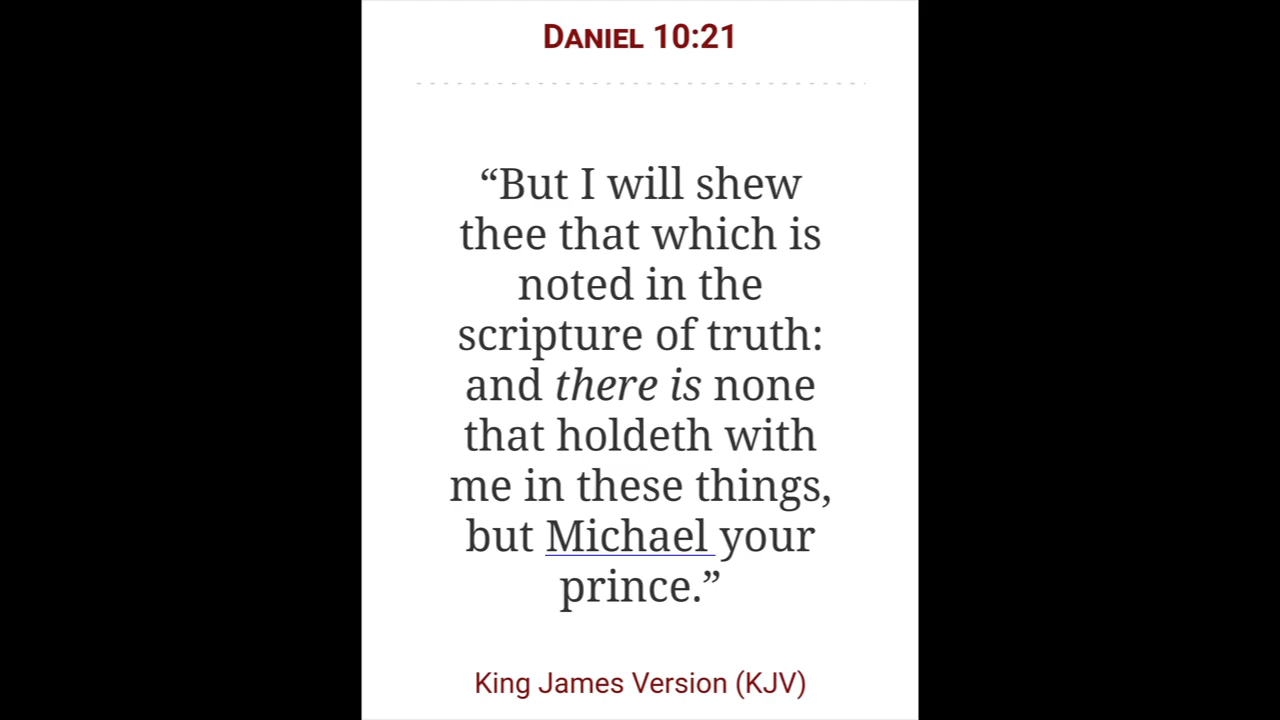 DANIEL 10:21
“But I will shew
thee that which is
noted in the
scripture of truth:
and there is none
that holdeth with
me in these things,
but Michael your
prince.”
King James Version (KJV)